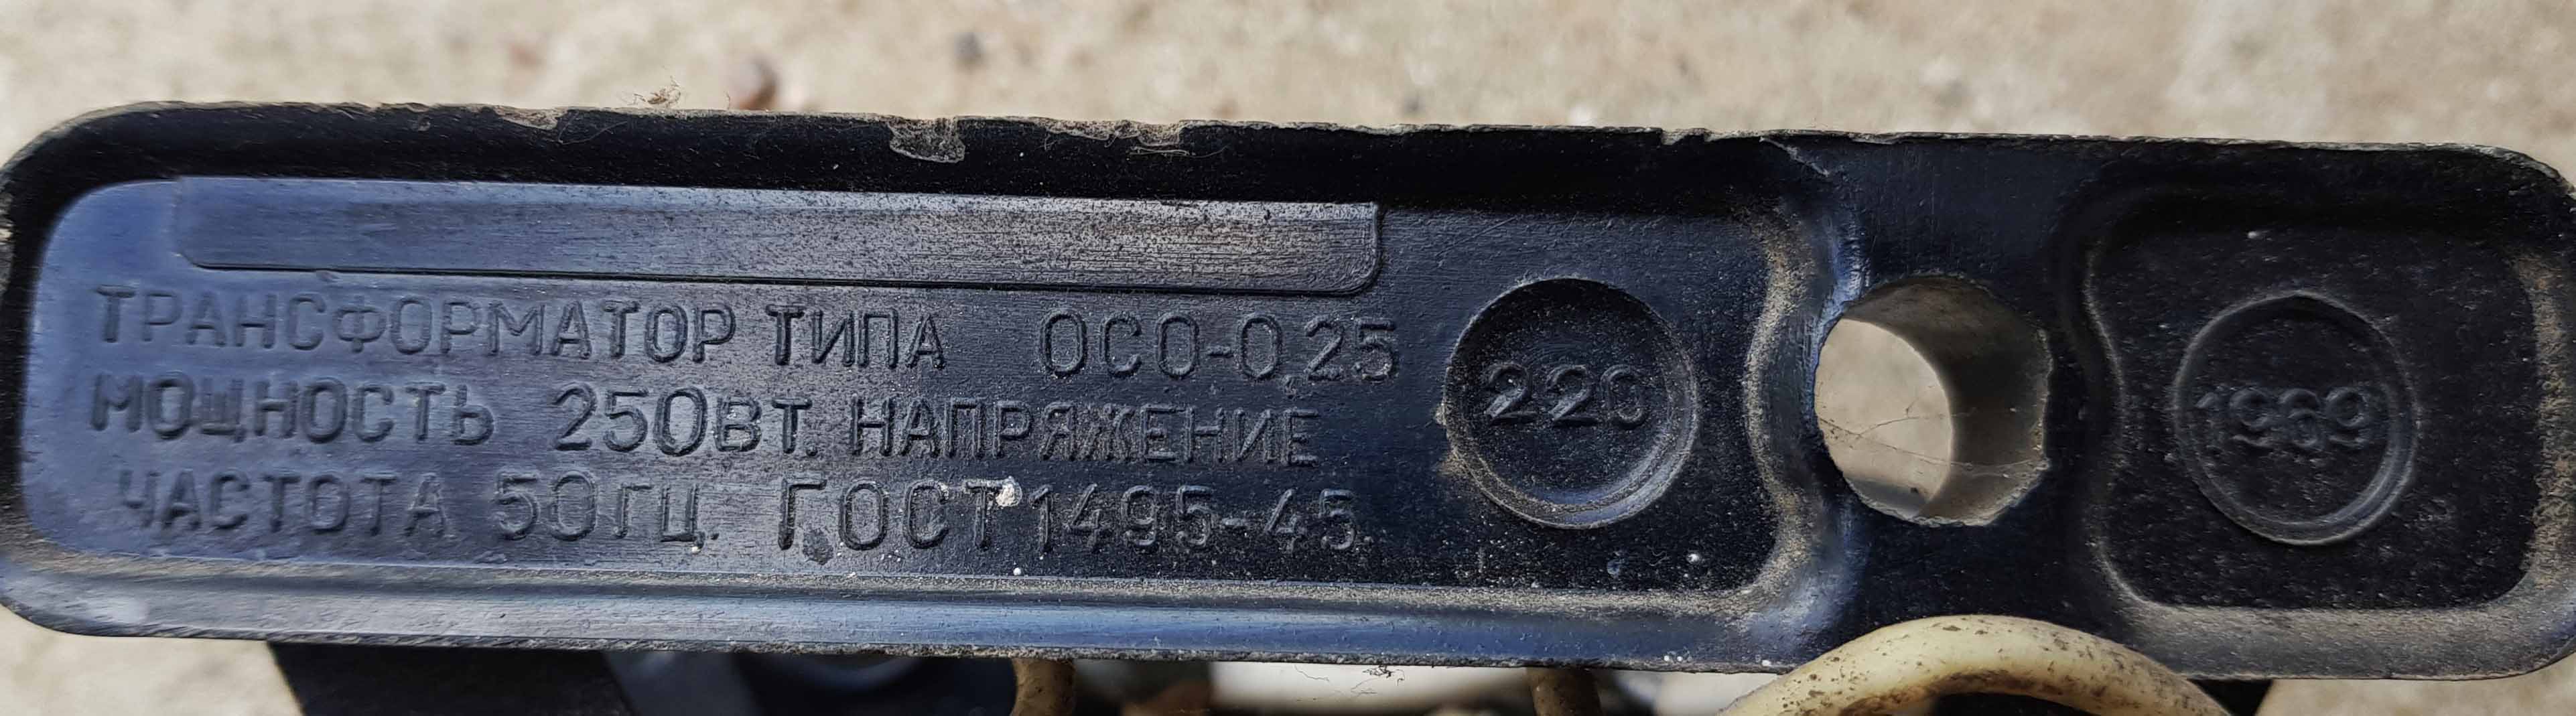 ТРАНСФОРМАТОР ТИПА ОСО-0,25
МОЩНОСТЬ 250ВТ. НАПРЯЖЕНИЕ 220
ЧАСТОТА 50ГЦ. ГОСТ 1495-45.
1969